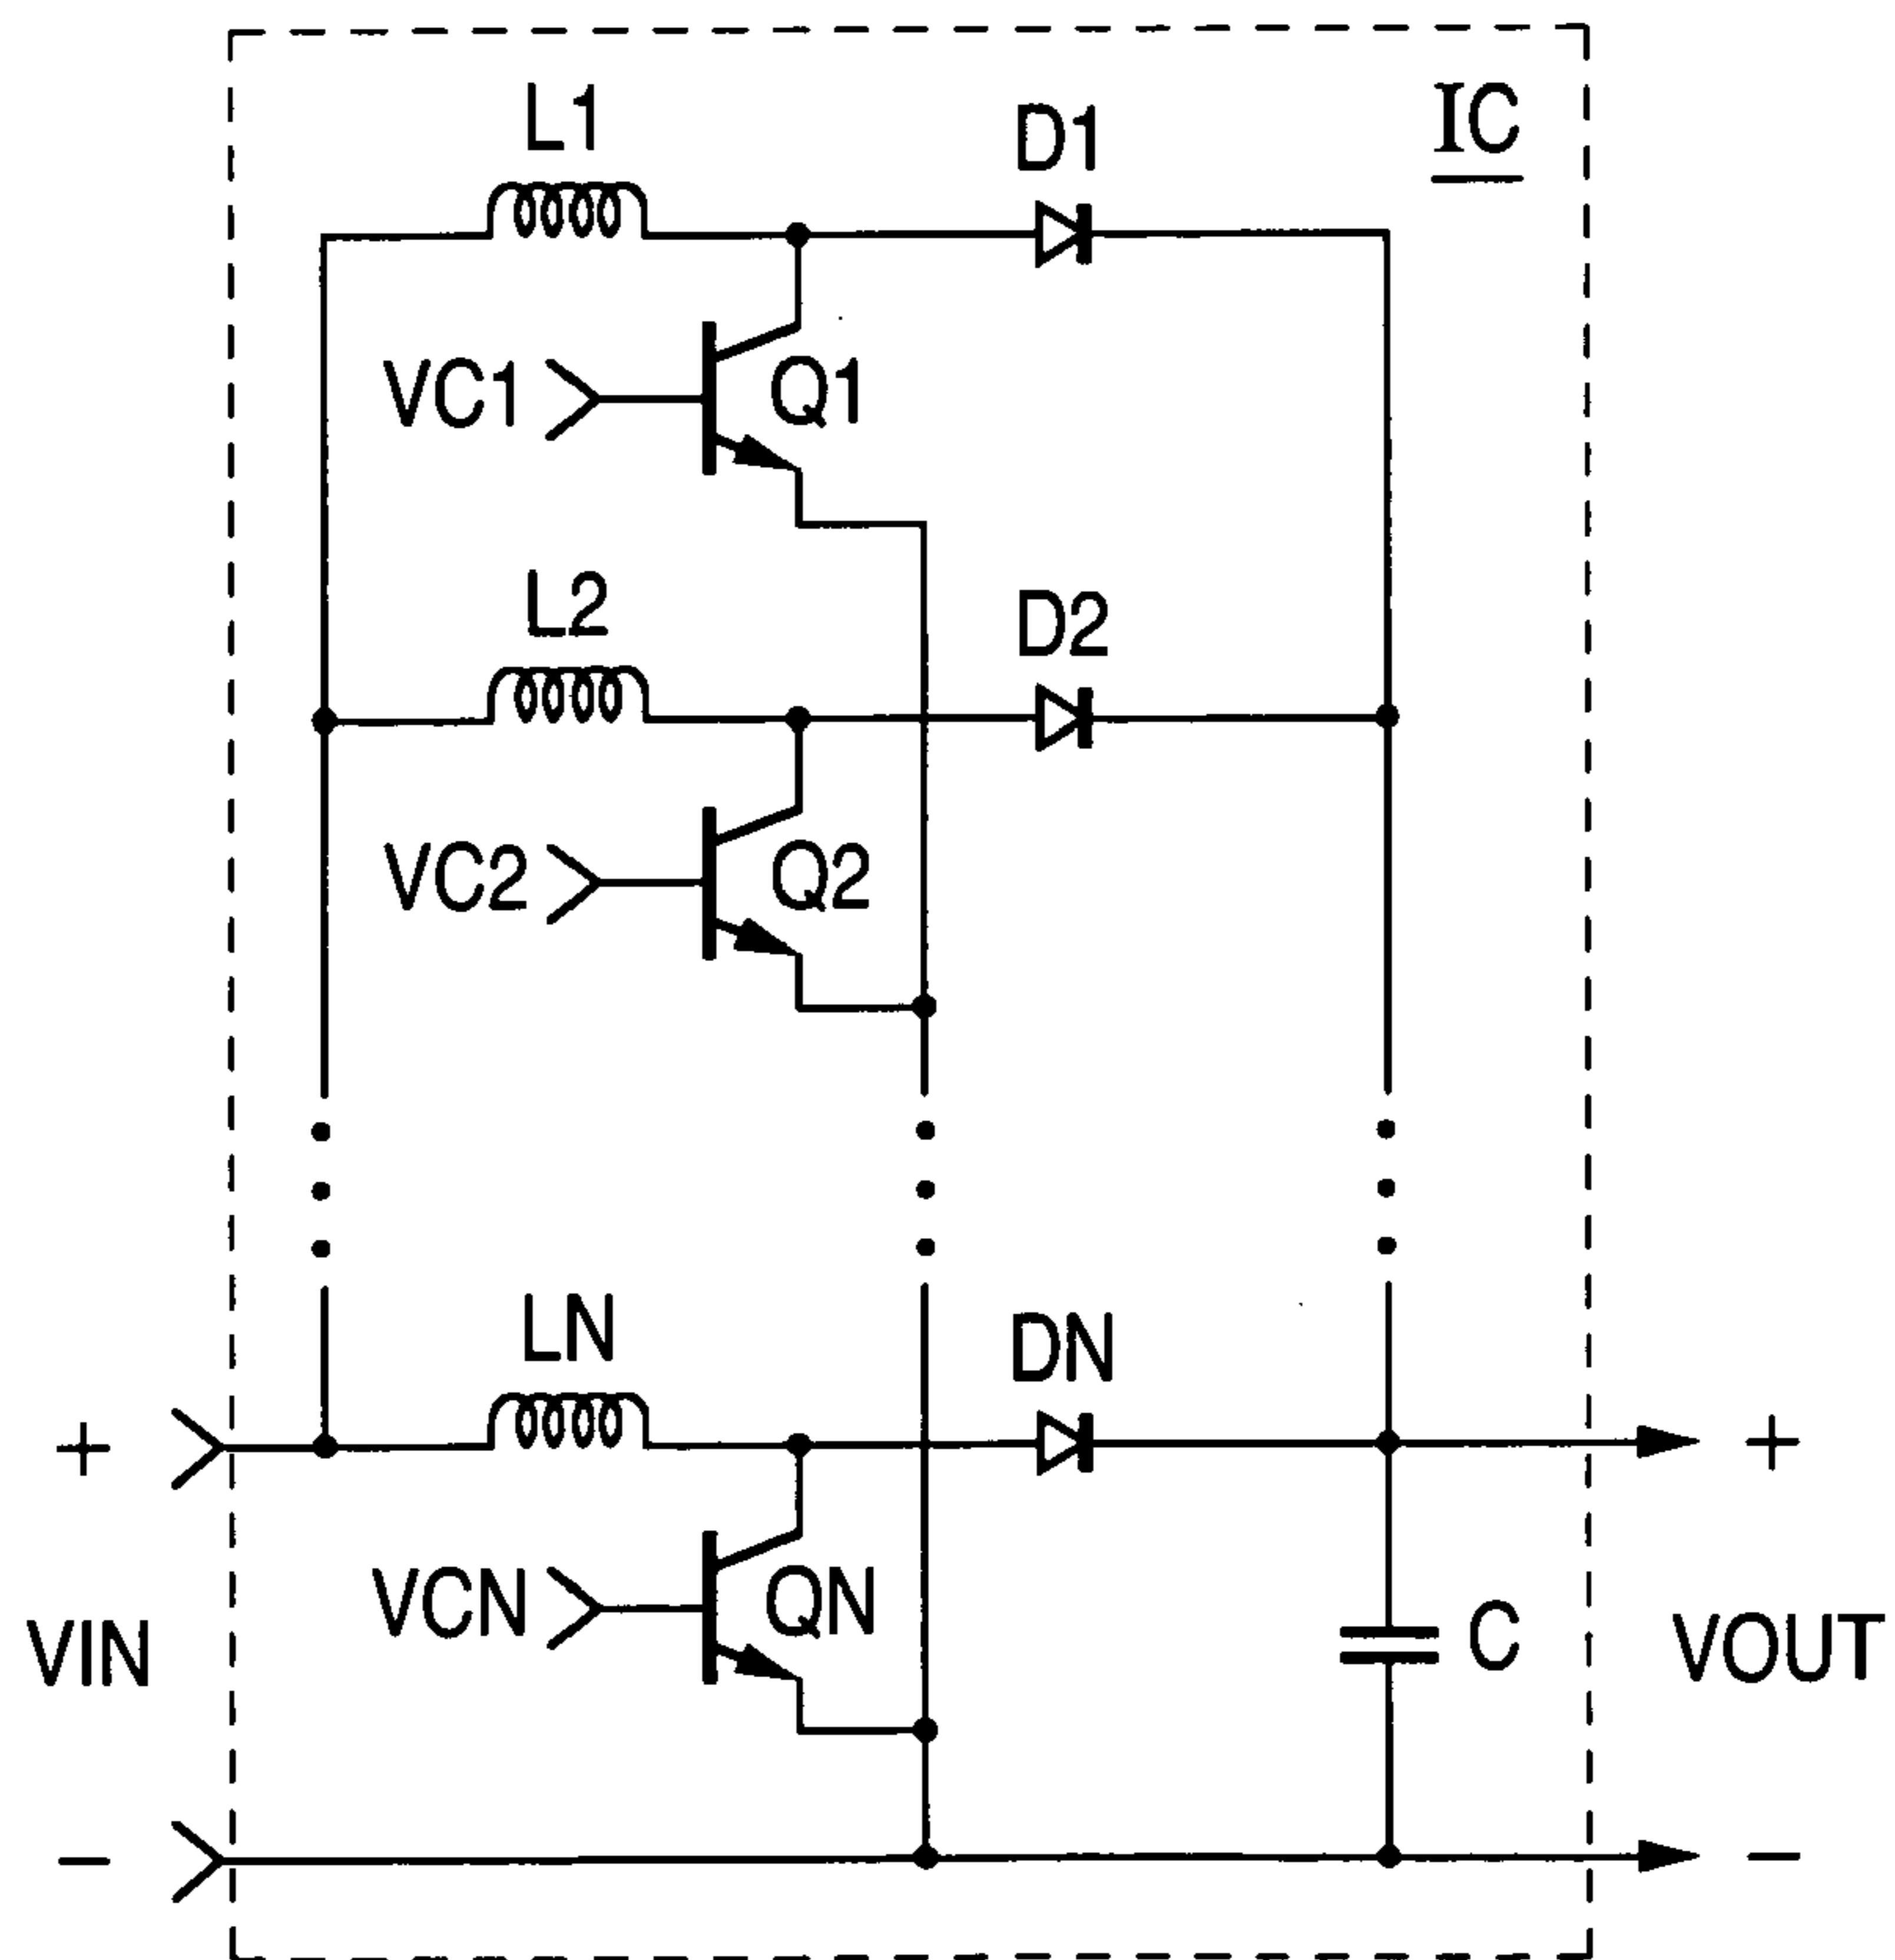 L1
D1
IC
VC1
Q1
L2
D2
VC2
Q2
LN
DN
+
+
VCN
QN
C
VIN
VOUT
−
−